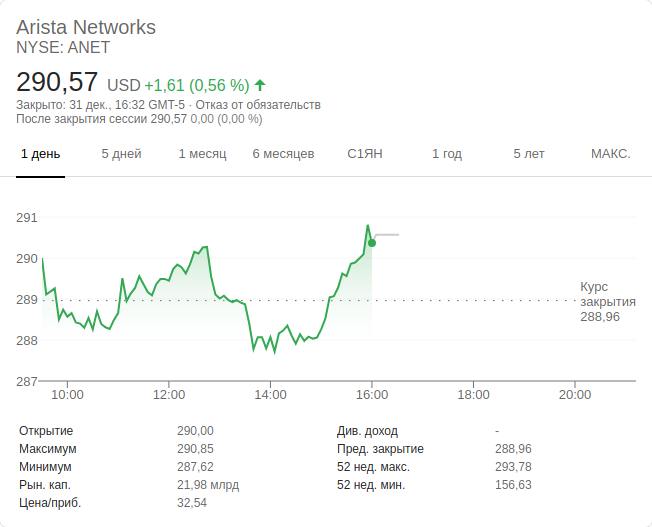 Arista Networks
NYSE: ANET
290,57 USD +1,61 (0,56 %)
Закрыто: 31 дек., 16:32 GMT-5 · Отказ от обязательств
После закрытия сессии 290,57 0,00 (0,00 %)
1 день 5 дней 1 месяц 6 месяцев С1ЯН 1 год 5 лет МАКС.
291
290
289
288
287
Курс
закрытия
288,96
10:00 12:00 14:00 16:00 18:00 20:00
Открытие 290,00 Див. доход -
Максимум 290,85 Пред. закрытие 288,96
Минимум 287,62 52 нед. макс. 293,78
Рын. кап. 21,98 млрд 52 нед. мин. 156,63
Цена/приб. 32,54